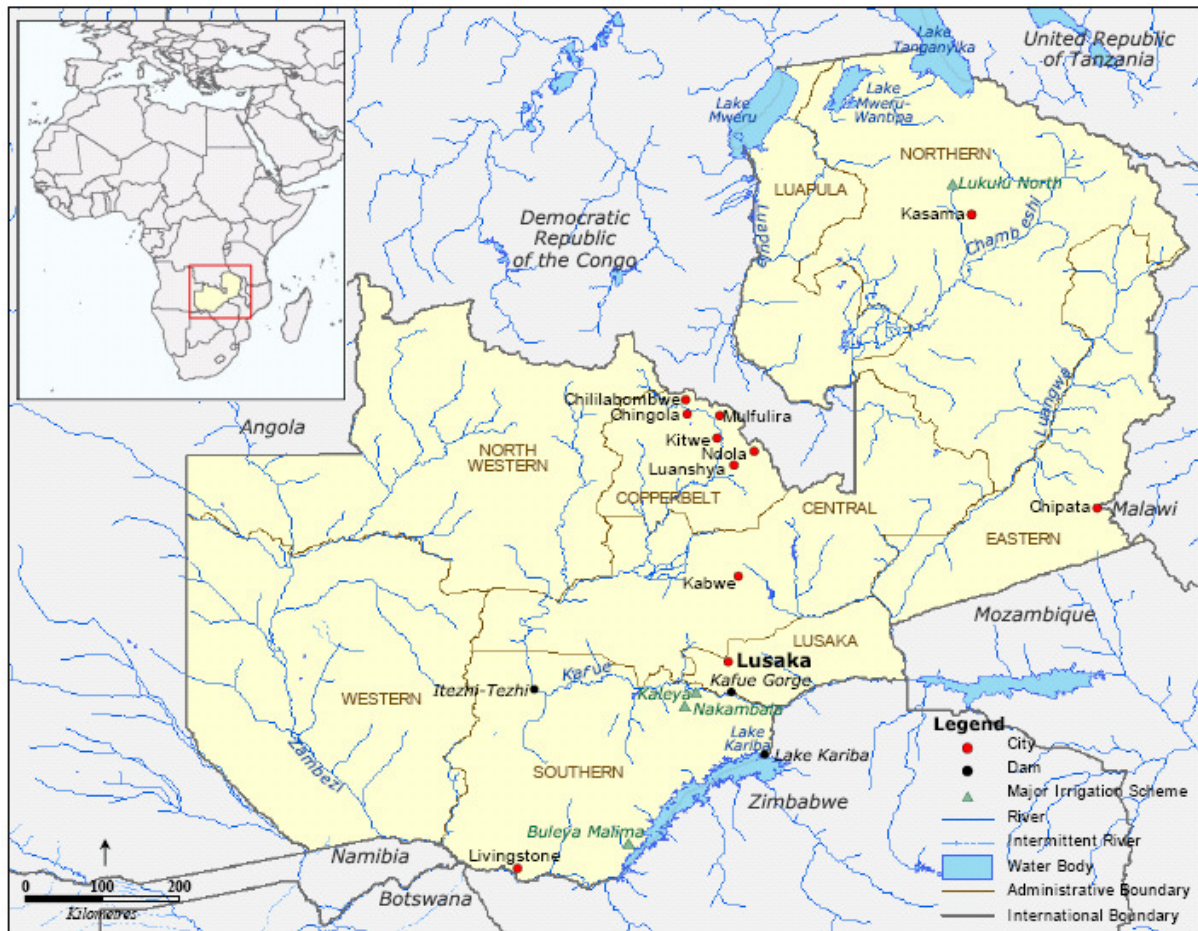 Lake
Tanganyika
United Republic
of Tanzania
Lake
Mweru
Lake
Mweru-
Wantipa
NORTHERN
LUAPULA
Lukulu North
Kasama
Chambeshi
Luapula
Democratic
Republic
of the Congo
Angola
Chililabombwe
Chingola
Mulfulira
Kitwe
Ndola
Luanshya
NORTH
WESTERN
COPPERBELT
CENTRAL
Luangwe
Chipata
Malawi
EASTERN
Kabwe
Mozambique
LUSAKA
Lusaka
Kafue
Kafue Gorge
Itezhi-Tezhi
Kaleya
Nakambala
WESTERN
Zambezi
Lake
Kariba
Lake Kariba
SOUTHERN
Zimbabwe
Buleya Malima
Livingstone
Namibia
Botswana
0 100 200
Kilometres
Legend
City
Dam
Major Irrigation Scheme
River
Intermittent River
Water Body
Administrative Boundary
International Boundary